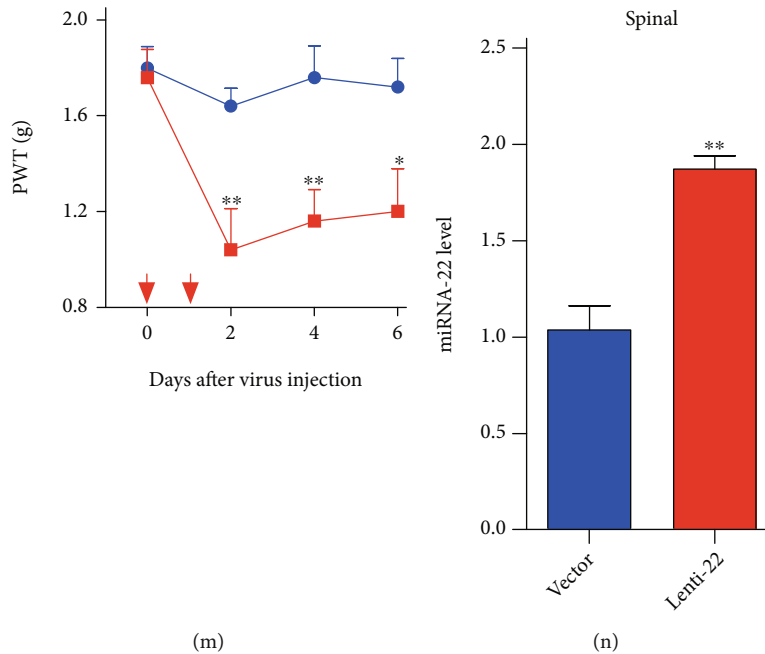 2.0
1.6
1.2
0.8
PWT (g)
**
**
*
0
2
4
6
Days after virus injection
(m)
Spinal
2.5
2.0
1.5
1.0
0.5
0.0
miRNA-22 level
**
Vector
Lenti-22
(n)